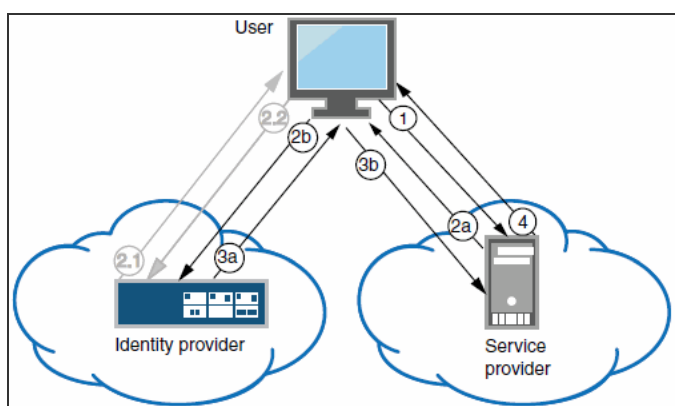 User
2.2
2b
1
3b
2.1
3a
2a
4
Identity provider
Service
provider